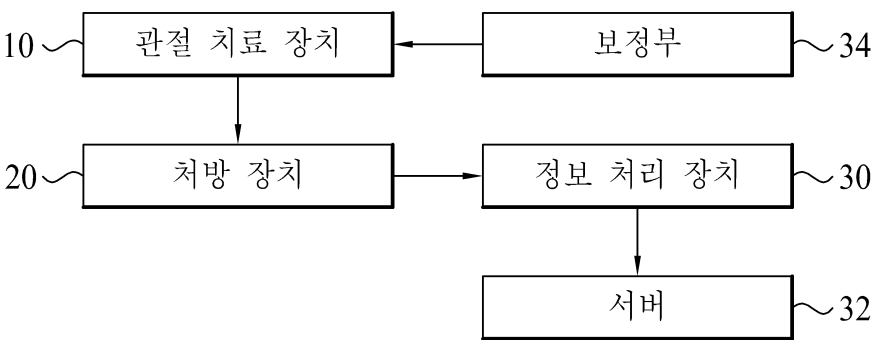 10 관절 치료 장치 보정부 34
20 처방 장치 정보 처리 장치 30
서버 32